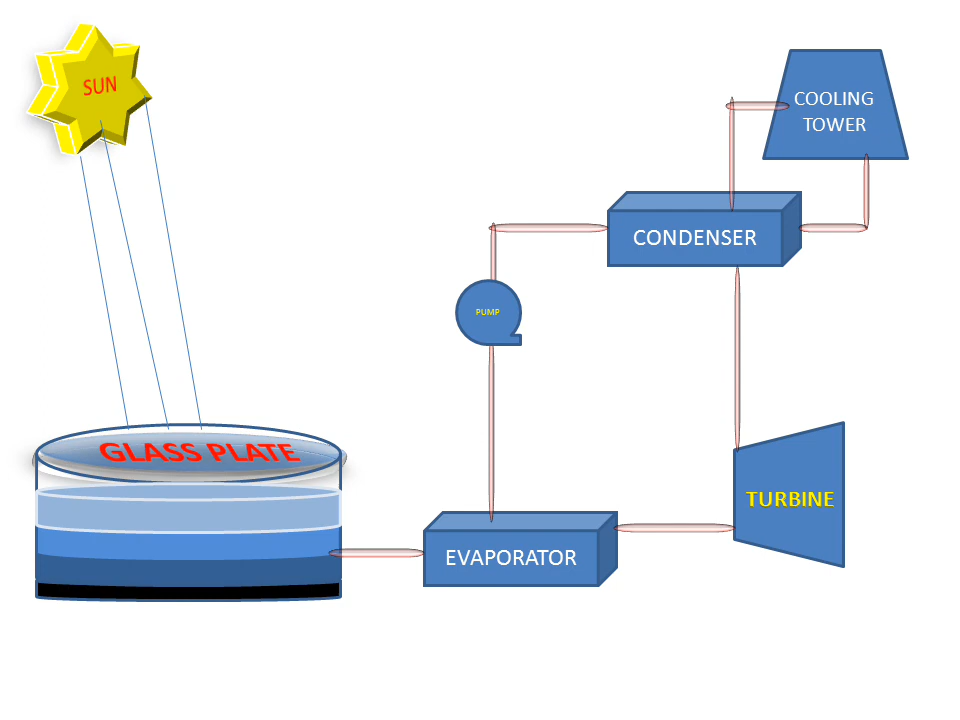 SUN
COOLING
TOWER
CONDENSER
PUMP
GLASS PLATE
TURBINE
EVAPORATOR